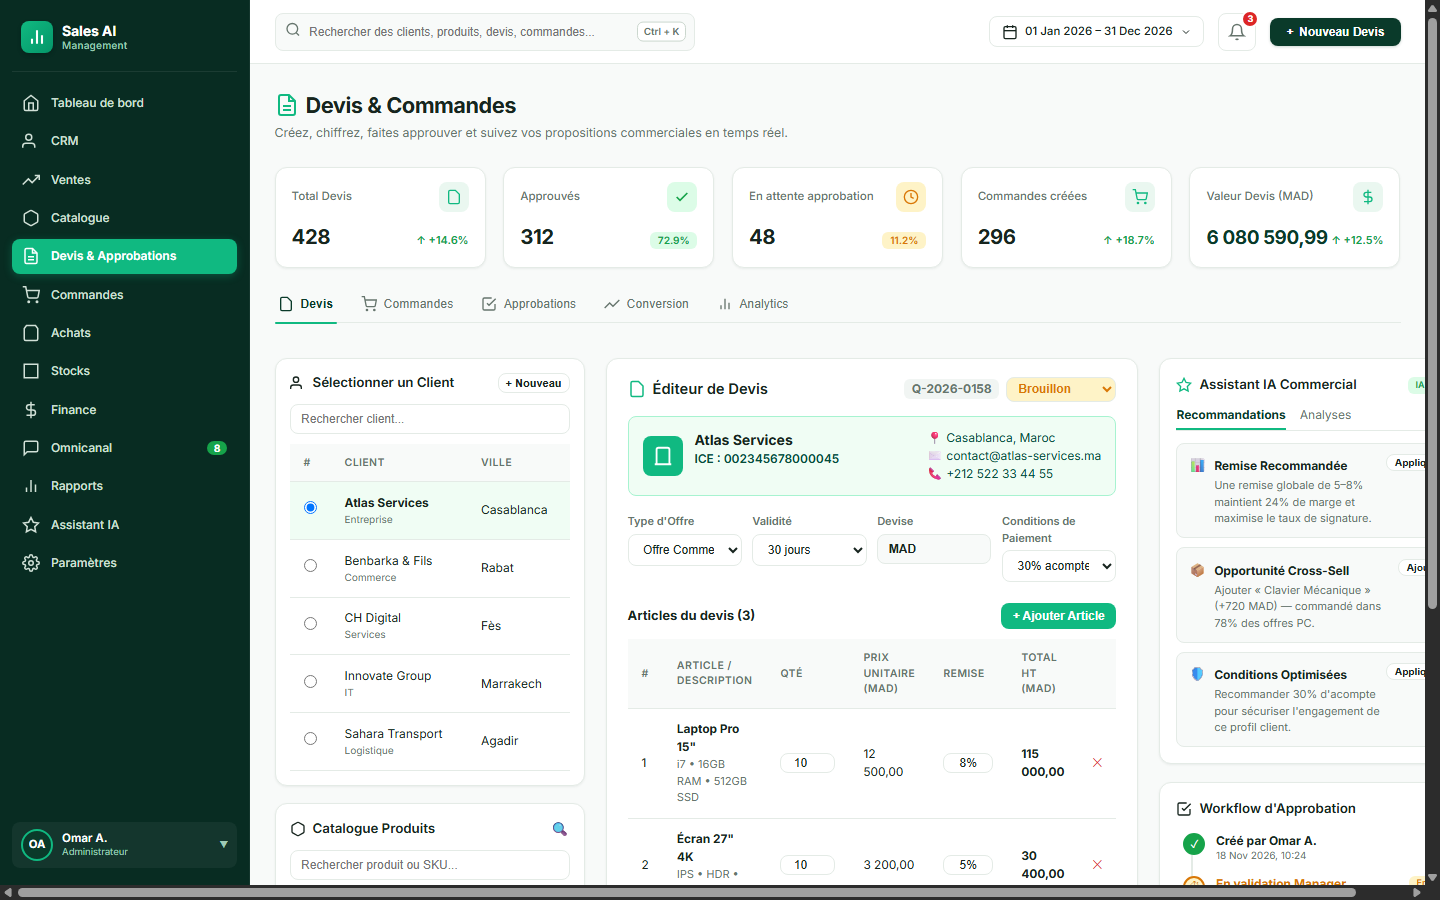 Sales AI
Management
Tableau de bord
CRM
Ventes
Catalogue
Devis & Approbations
Commandes
Achats
Stocks
Finance
Omnicanal 8
Rapports
Assistant IA
Paramètres
OA
Omar A.
Administrateur
Rechercher des clients, produits, devis, commandes... Ctrl + K
01 Jan 2026 – 31 Dec 2026
3
+ Nouveau Devis
Devis & Commandes
Créez, chiffrez, faites approuver et suivez vos propositions commerciales en temps réel.
Total Devis
428 ↑ +14.6%
Approuvés
312 72.9%
En attente approbation
48 11.2%
Commandes créées
296 ↑ +18.7%
Valeur Devis (MAD)
6 080 590,99 ↑ +12.5%
Devis Commandes Approbations Conversion Analytics
Sélectionner un Client + Nouveau
Rechercher client...
# CLIENT VILLE
Atlas Services
Entreprise
Casablanca
Benbarka & Fils
Commerce
Rabat
CH Digital
Services
Fès
Innovate Group
IT
Marrakech
Sahara Transport
Logistique
Agadir
Catalogue Produits
Rechercher produit ou SKU...
Éditeur de Devis Q-2026-0158 Brouillon
Atlas Services
ICE : 002345678000045
Casablanca, Maroc
contact@atlas-services.ma
+212 522 33 44 55
Type d'Offre
Offre Comme
Validité
30 jours
Devise
MAD
Conditions de
Paiement
30% acompte
Articles du devis (3) + Ajouter Article
# ARTICLE /
DESCRIPTION
QTÉ
PRIX
UNITAIRE
(MAD)
REMISE
TOTAL
HT
(MAD)
1
Laptop Pro
15"
i7 • 16GB
RAM • 512GB
SSD
10
12
500,00
8%
115
000,00
×
2
Écran 27"
4K
IPS • HDR •
10
3 200,00
5%
30
400,00
×
Assistant IA Commercial IA
Recommandations Analyses
Remise Recommandée Appliq
Une remise globale de 5–8%
maintient 24% de marge et
maximise le taux de signature.
Opportunité Cross-Sell Ajou
Ajouter « Clavier Mécanique »
(+720 MAD) — commandé dans
78% des offres PC.
Conditions Optimisées Appliq
Recommander 30% d'acompte
pour sécuriser l'engagement de
ce profil client.
Workflow d'Approbation
Créé par Omar A.
18 Nov 2026, 10:24
En validation Manager